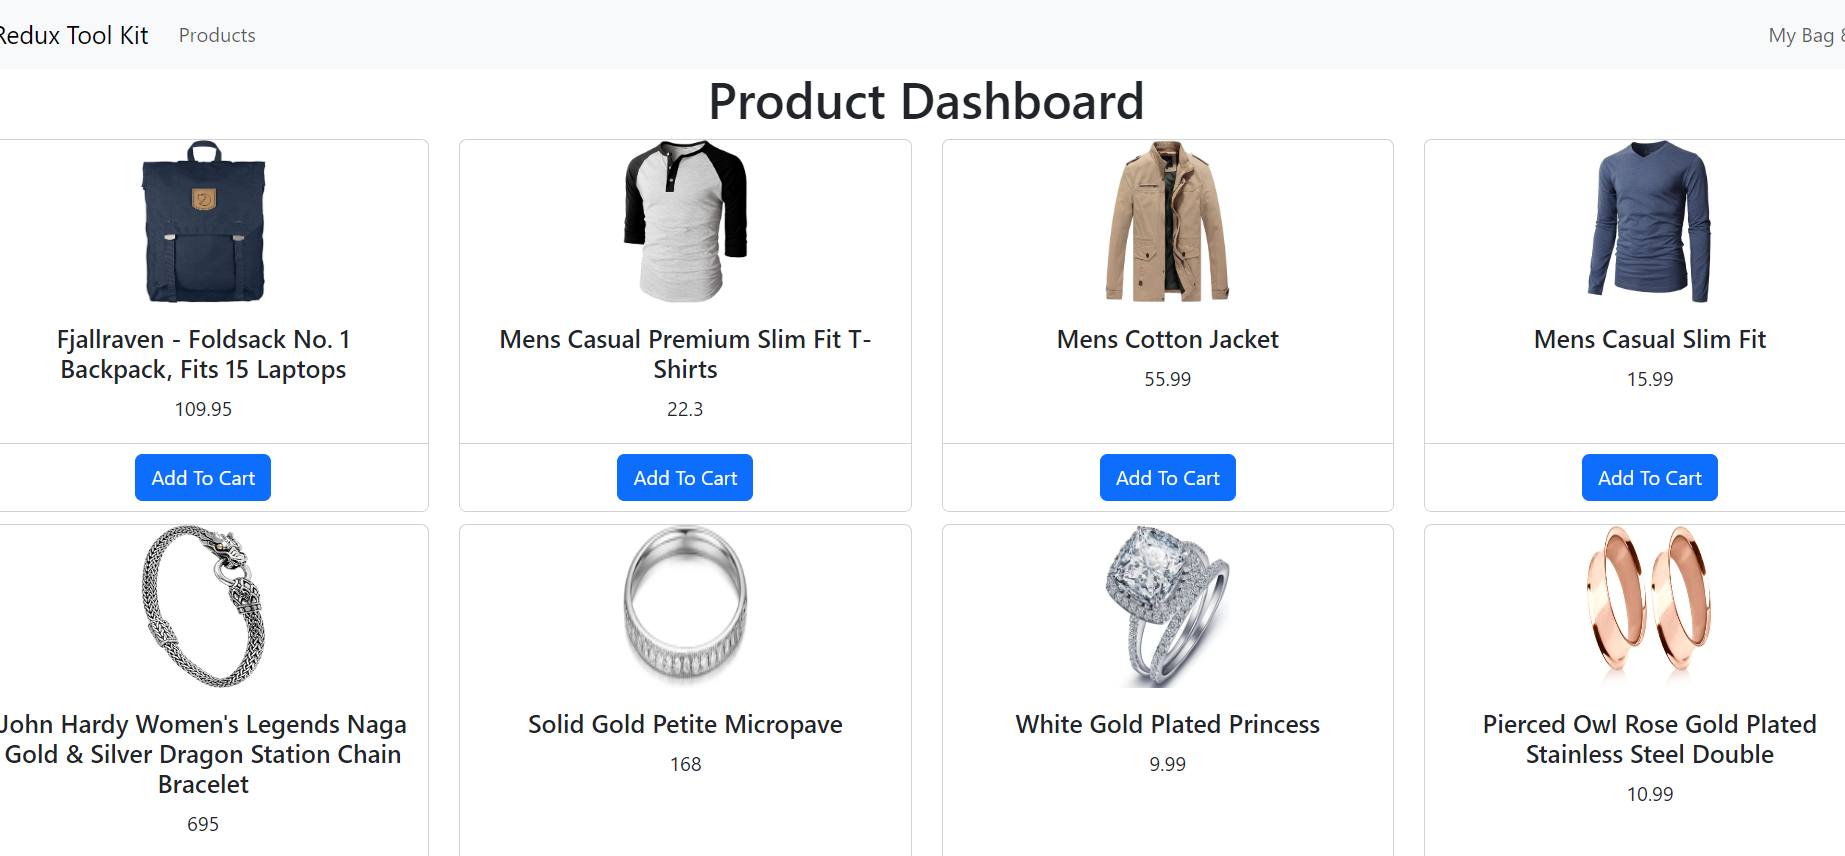 Redux Tool Kit Products My Bag 8
Product Dashboard
Fjallraven - Foldsack No. 1
Backpack, Fits 15 Laptops
109.95
Add To Cart
Mens Casual Premium Slim Fit T-
Shirts
22.3
Add To Cart
Mens Cotton Jacket
55.99
Add To Cart
Mens Casual Slim Fit
15.99
Add To Cart
John Hardy Women's Legends Naga
Gold & Silver Dragon Station Chain
Bracelet
695
Solid Gold Petite Micropave
168
White Gold Plated Princess
9.99
Pierced Owl Rose Gold Plated
Stainless Steel Double
10.99